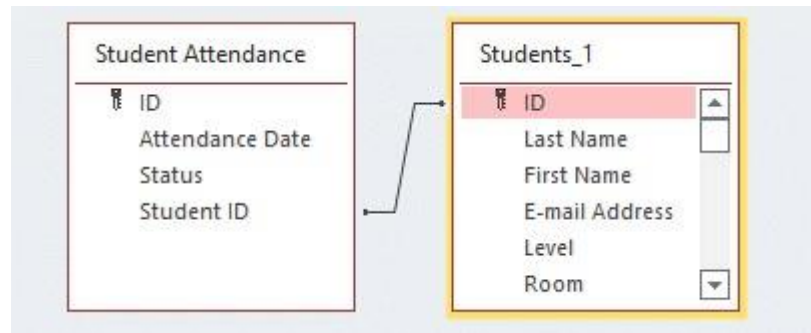 Student Attendance
ID
Attendance Date
Status
Student ID
Students_1
ID
Last Name
First Name
E-mail Address
Level
Room